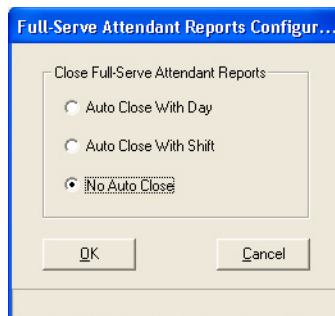 Full-Serve Attendant Reports Configur...
Close Full-Serve Attendant Reports
Auto Close With Day
Auto Close With Shift
No Auto Close
OK
Cancel